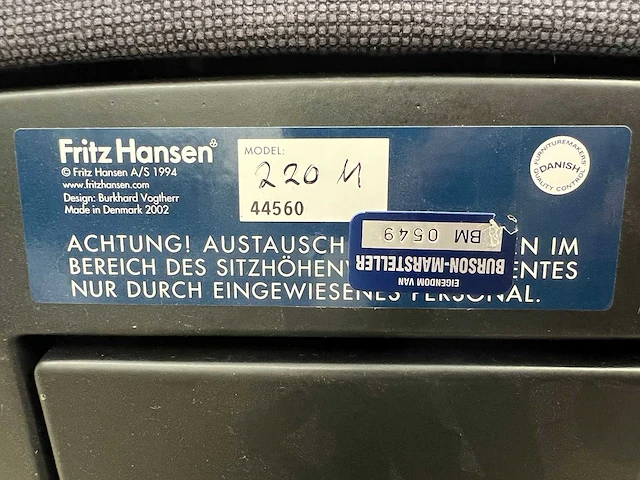 Fritz Hansen
© Fritz Hansen A/S 1994
www.fritzhansen.com
Design: Burkhard Vogtherr
Made in Denmark 2002
MODEL:
220 M
44560
FURNITUREMAKERS'
DANISH
QUALITY CONTROL
ACHTUNG! AUSTAUSCH EN IM
BEREICH DES SITZHÖHENV ENTES
NUR DURCH EINGEWIESENES PERSONAL.
EIGENDOM VAN
BURSON-MARSTELLER
BM 0549